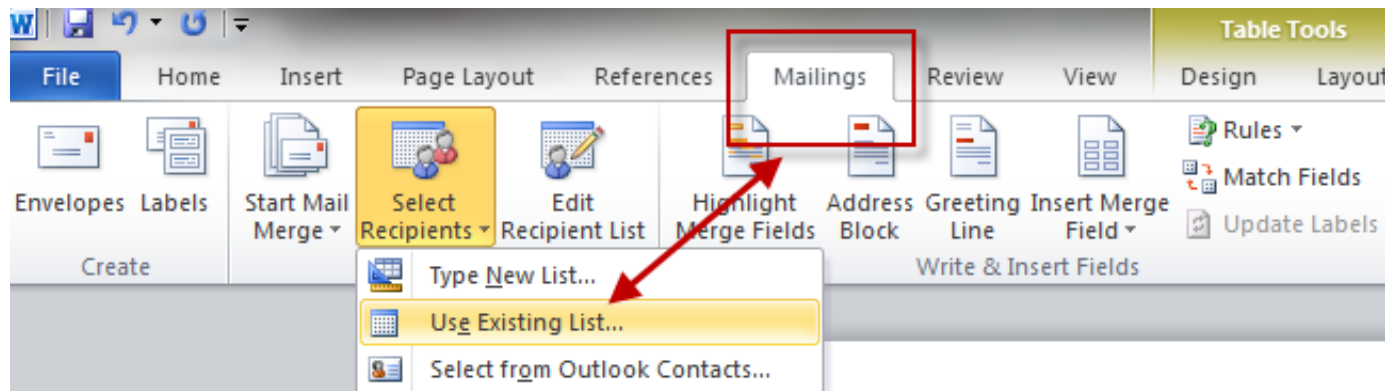 W
Table Tools
File Home Insert Page Layout References Mailings Review View Design Layout
Envelopes Labels Start Mail Merge Select Recipients Edit Recipient List Highlight Merge Fields Address Block Greeting Line Insert Merge Field
Rules
Match Fields
Update Labels
Create Write & Insert Fields
Type New List...
Use Existing List...
Select from Outlook Contacts...